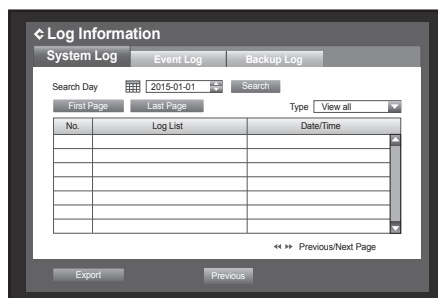 Log Information
System Log Event Log Backup Log
Search Day 2015-01-01 Search
First Page Last Page Type View all
No. Log List Date/Time
Previous/Next Page
Export Previous